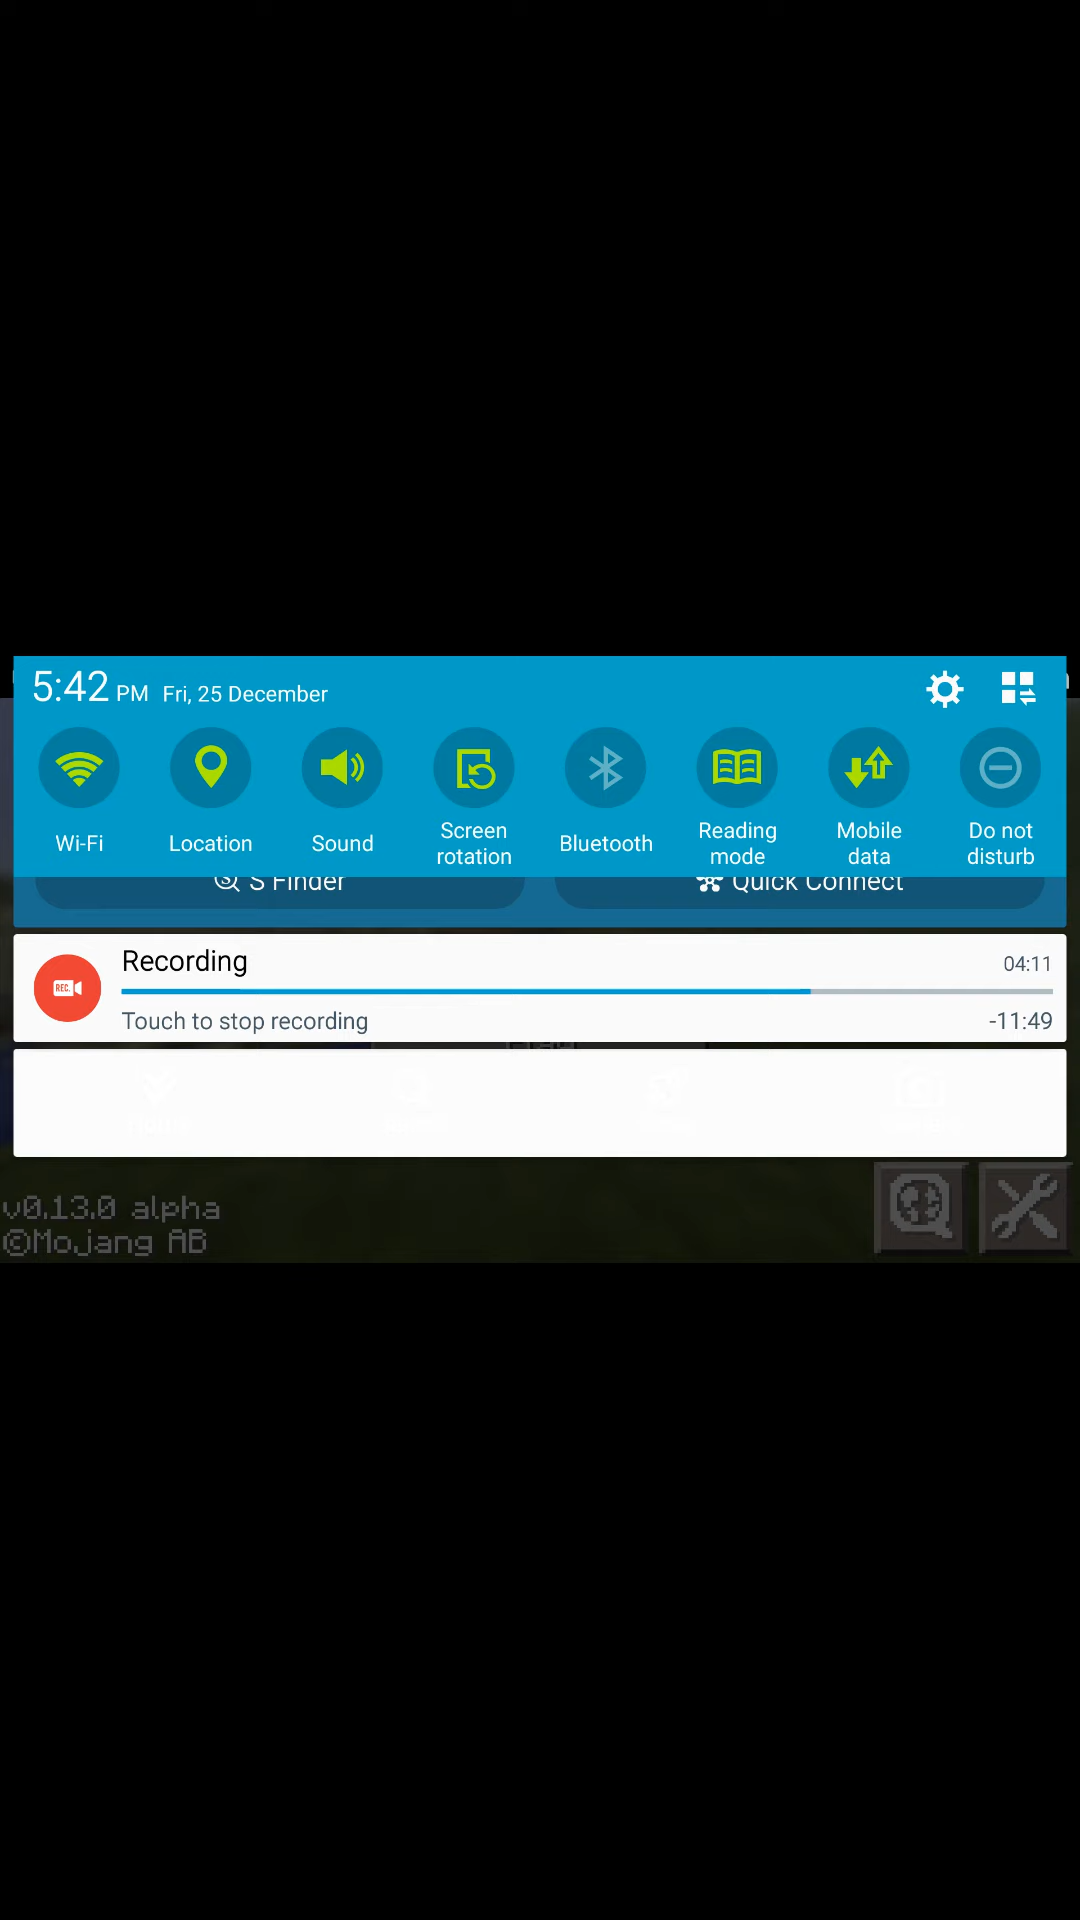 5:42 PM Fri, 25 December
Wi-Fi
Location
Sound
Screen rotation
Bluetooth
Reading mode
Mobile data
Do not disturb
S Finder
Quick Connect
Recording
04:11
REC.
Touch to stop recording
-11:49
v0.13.0 alpha
©Mojang AB